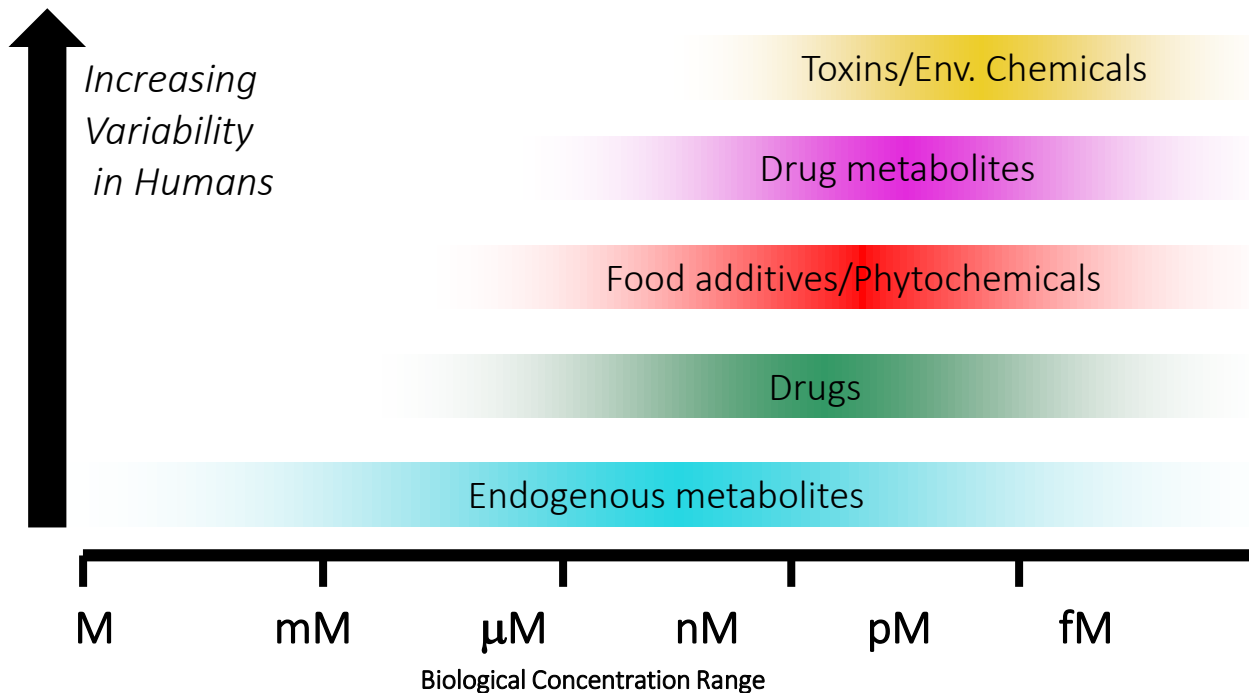 Increasing
Variability
in Humans
Toxins/Env. Chemicals
Drug metabolites
Food additives/Phytochemicals
Drugs
Endogenous metabolites
M mM μM nM pM fM
Biological Concentration Range